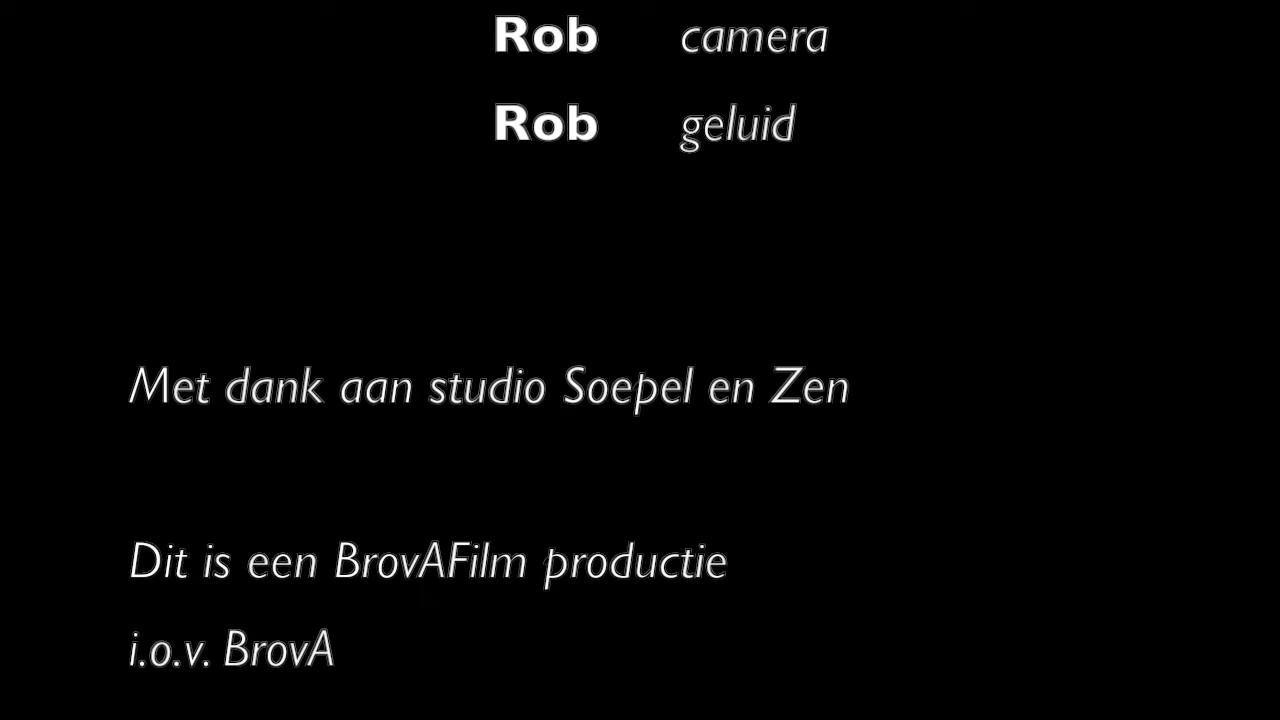 Rob camera
Rob geluid
Met dank aan studio Soepel en Zen
Dit is een BrovAFilm productie
i.o.v. BrovA